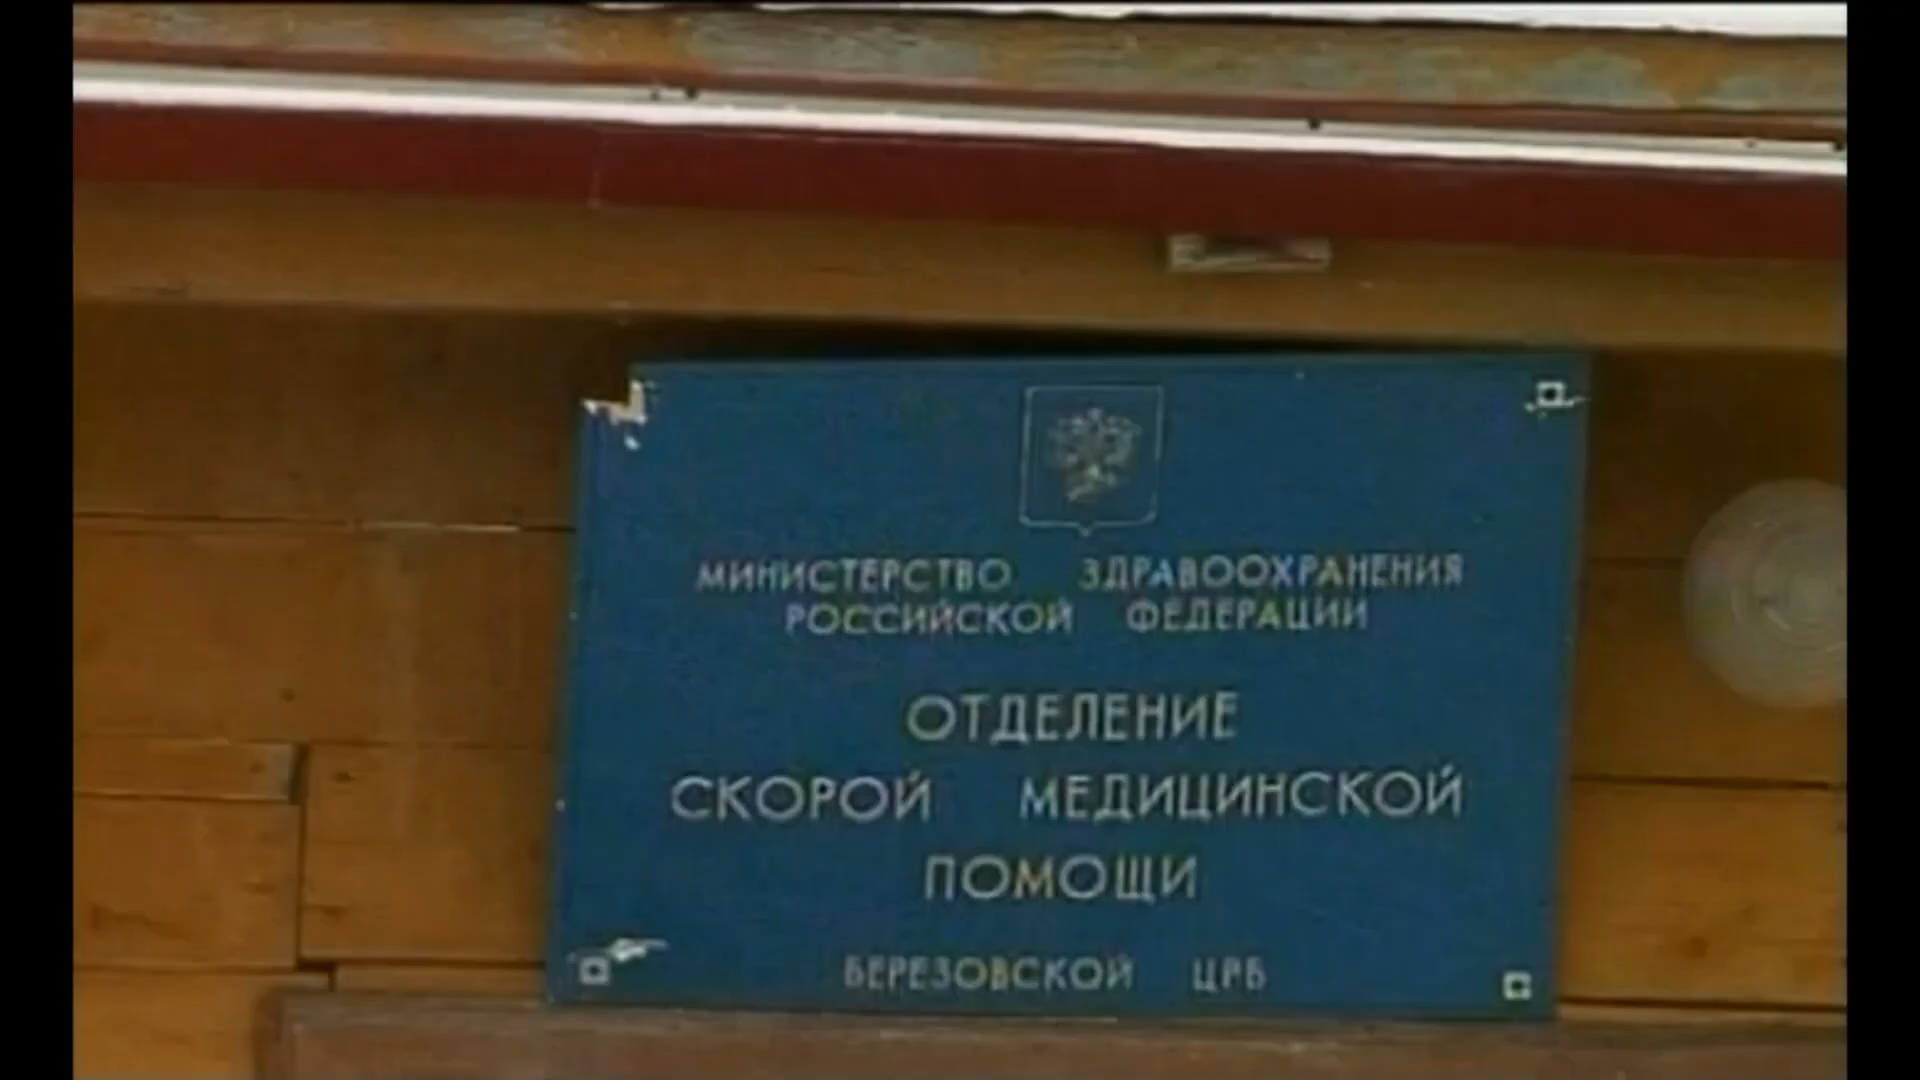 МИНИСТЕРСТВО ЗДРАВООХРАНЕНИЯ
РОССИЙСКОЙ ФЕДЕРАЦИИ
ОТДЕЛЕНИЕ
СКОРОЙ МЕДИЦИНСКОЙ
ПОМОЩИ
БЕРЕЗОВСКОЙ ЦРБ